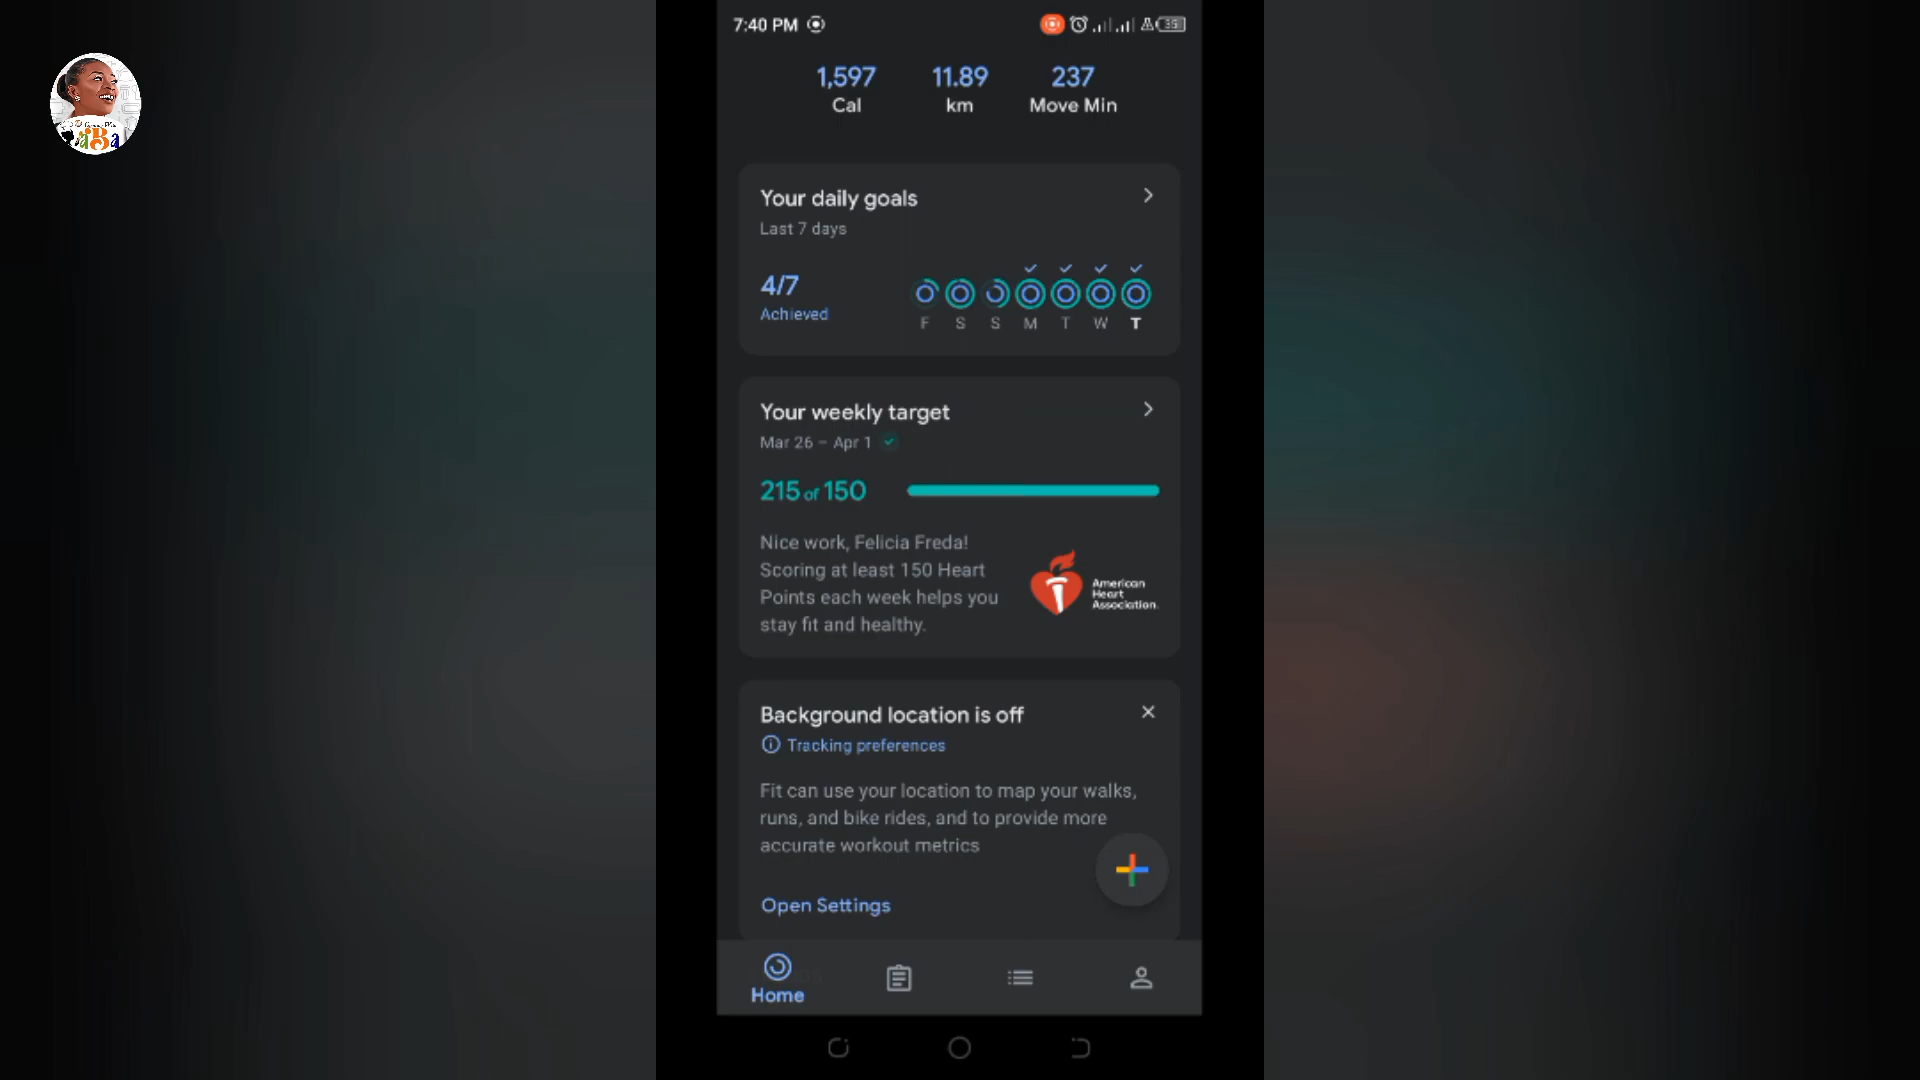 7:40 PM
35
1,597
11.89
237
Cal
km
Move Min
Your daily goals
Last 7 days
4/7
Achieved
F S S M T W T
Your weekly target
Mar 26 – Apr 1
215 of 150
Nice work, Felicia Freda!
Scoring at least 150 Heart
Points each week helps you
stay fit and healthy.
American
Heart
Association.
Background location is off
Tracking preferences
Fit can use your location to map your walks,
runs, and bike rides, and to provide more
accurate workout metrics
Open Settings
Home